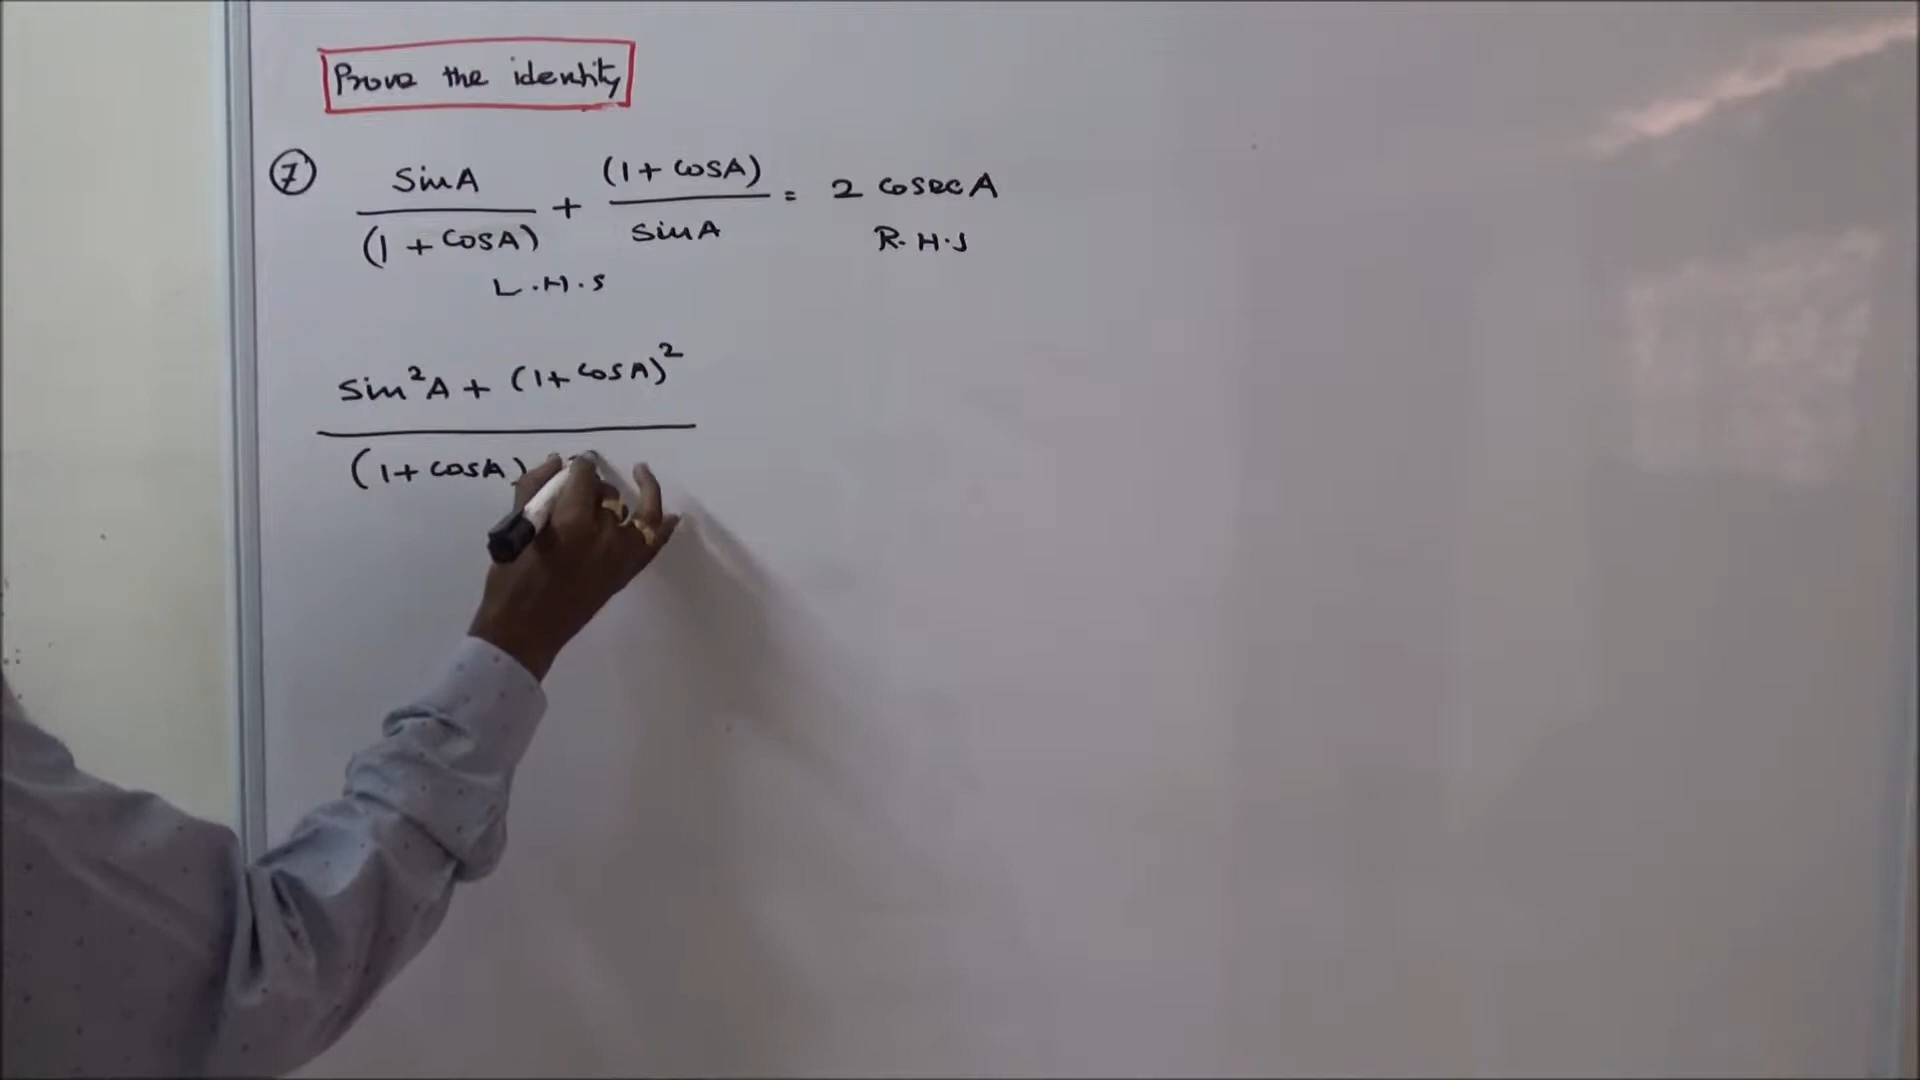 Prove the identity
7 sinA/(1 + cosA) + (1 + cosA)/sinA = 2 cosecA
L.H.S R.H.S
sin²A + (1 + cosA)²
(1 + cosA)